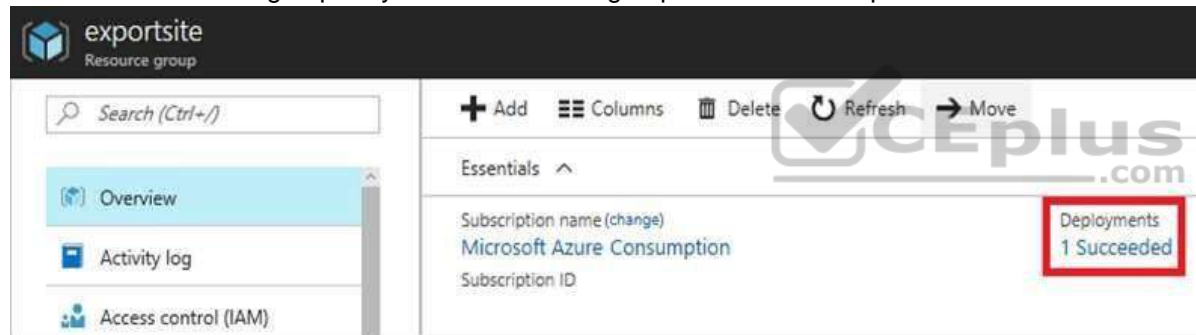 exportsite
Resource group
Search (Ctrl+/)
Overview
Activity log
Access control (IAM)
Add Columns Delete Refresh Move
Essentials
Subscription name (change)
Microsoft Azure Consumption
Subscription ID
Deployments
1 Succeeded
CEplus
.com